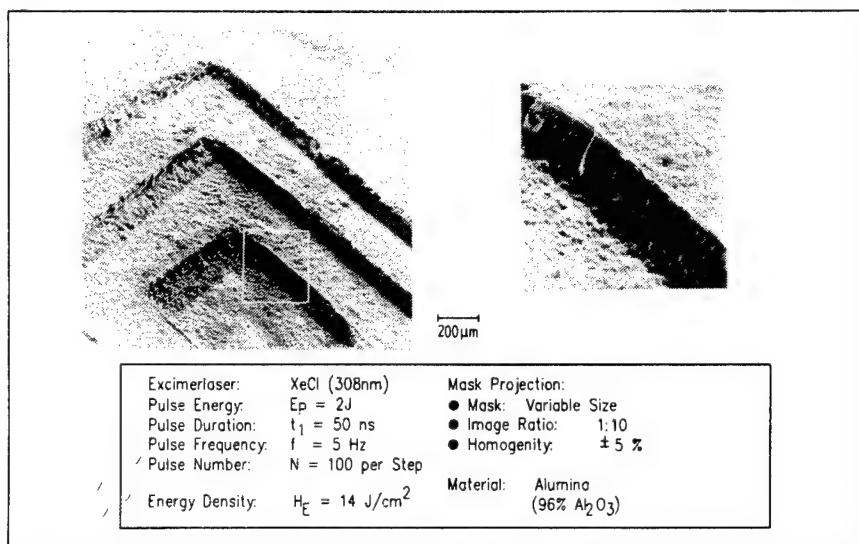 200µm
Excimerlaser: XeCl (308nm)
Pulse Energy: Ep = 2J
Pulse Duration: t1 = 50 ns
Pulse Frequency: f = 5 Hz
Pulse Number: N = 100 per Step
Energy Density: HE = 14 J/cm²
Mask Projection:
● Mask: Variable Size
● Image Ratio: 1:10
● Homogenity: ± 5 %
Material: Alumina
(96% Al2O3)